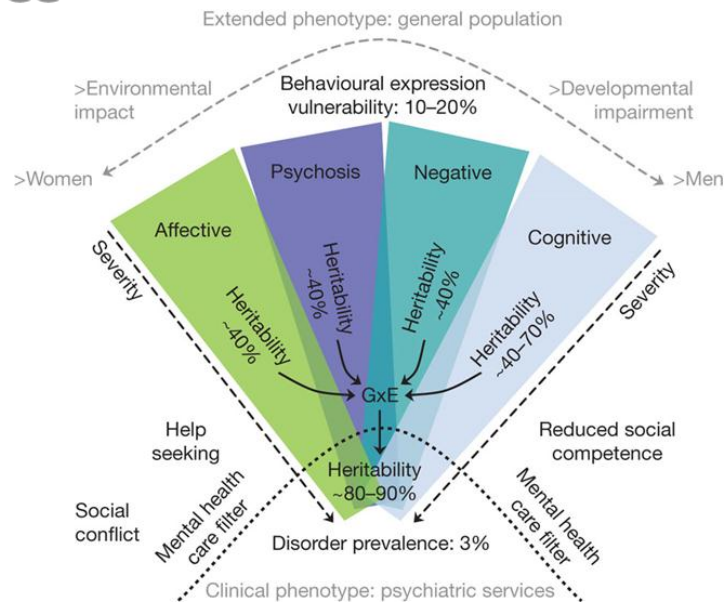 Extended phenotype: general population
>Environmental
impact
Behavioural expression
vulnerability: 10–20%
>Developmental
impairment
>Women
>Men
Psychosis
Negative
Affective
Cognitive
Severity
Heritability
~40%
Heritability
~40%
Heritability
~40%
Heritability
~40–70%
Severity
GxE
Help
seeking
Reduced social
competence
Heritability
~80–90%
Social
conflict
Mental health
care filter
Mental health
care filter
Disorder prevalence: 3%
Clinical phenotype: psychiatric services